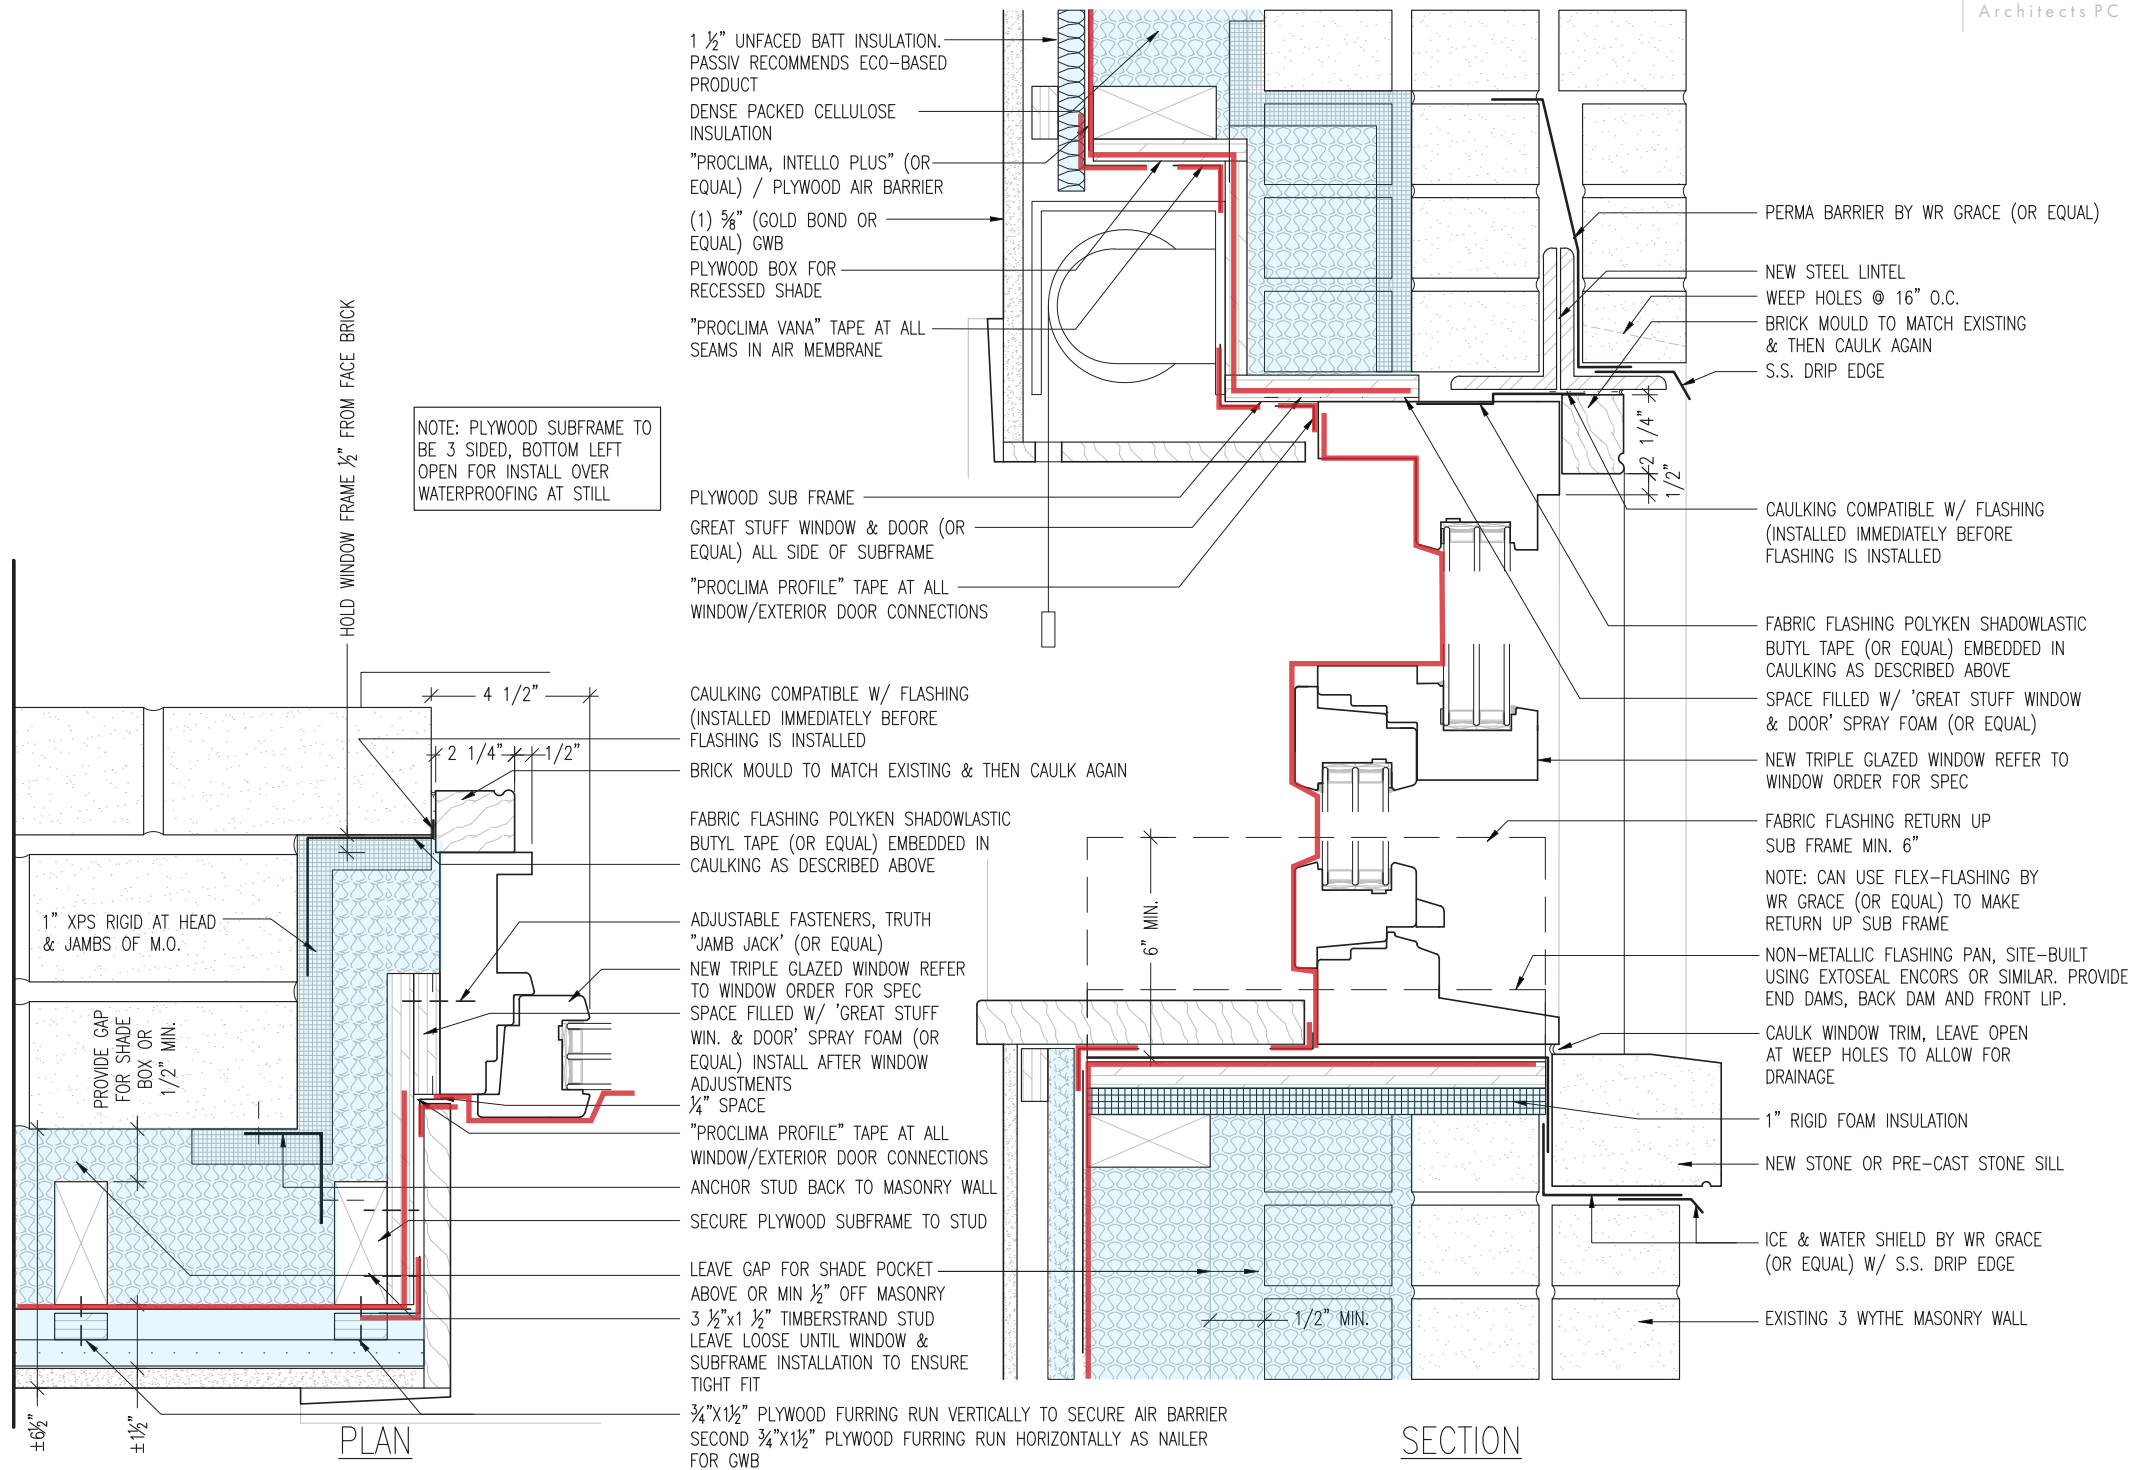 Architects PC
1 ½” UNFACED BATT INSULATION.
PASSIV RECOMMENDS ECO-BASED
PRODUCT
DENSE PACKED CELLULOSE
INSULATION
”PROCLIMA, INTELLO PLUS” (OR
EQUAL) / PLYWOOD AIR BARRIER
(1) ⅝” (GOLD BOND OR
EQUAL) GWB
PLYWOOD BOX FOR
RECESSED SHADE
”PROCLIMA VANA” TAPE AT ALL
SEAMS IN AIR MEMBRANE
PLYWOOD SUB FRAME
GREAT STUFF WINDOW & DOOR (OR
EQUAL) ALL SIDE OF SUBFRAME
”PROCLIMA PROFILE” TAPE AT ALL
WINDOW/EXTERIOR DOOR CONNECTIONS
NOTE: PLYWOOD SUBFRAME TO
BE 3 SIDED, BOTTOM LEFT
OPEN FOR INSTALL OVER
WATERPROOFING AT STILL
HOLD WINDOW FRAME ½” FROM FACE BRICK
4 1/2”
2 1/4”
1/2”
1” XPS RIGID AT HEAD
& JAMBS OF M.O.
PROVIDE GAP
FOR SHADE
BOX OR
1/2” MIN.
±6½”
±1½”
PLAN
CAULKING COMPATIBLE W/ FLASHING
(INSTALLED IMMEDIATELY BEFORE
FLASHING IS INSTALLED
BRICK MOULD TO MATCH EXISTING & THEN CAULK AGAIN
FABRIC FLASHING POLYKEN SHADOWLASTIC
BUTYL TAPE (OR EQUAL) EMBEDDED IN
CAULKING AS DESCRIBED ABOVE
ADJUSTABLE FASTENERS, TRUTH
”JAMB JACK’ (OR EQUAL)
NEW TRIPLE GLAZED WINDOW REFER
TO WINDOW ORDER FOR SPEC
SPACE FILLED W/ ’GREAT STUFF
WIN. & DOOR’ SPRAY FOAM (OR
EQUAL) INSTALL AFTER WINDOW
ADJUSTMENTS
¼” SPACE
”PROCLIMA PROFILE” TAPE AT ALL
WINDOW/EXTERIOR DOOR CONNECTIONS
ANCHOR STUD BACK TO MASONRY WALL
SECURE PLYWOOD SUBFRAME TO STUD
LEAVE GAP FOR SHADE POCKET
ABOVE OR MIN ½” OFF MASONRY
3 ½”x1 ½” TIMBERSTRAND STUD
LEAVE LOOSE UNTIL WINDOW &
SUBFRAME INSTALLATION TO ENSURE
TIGHT FIT
¾”X1½” PLYWOOD FURRING RUN VERTICALLY TO SECURE AIR BARRIER
SECOND ¾”X1½” PLYWOOD FURRING RUN HORIZONTALLY AS NAILER
FOR GWB
PERMA BARRIER BY WR GRACE (OR EQUAL)
NEW STEEL LINTEL
WEEP HOLES @ 16” O.C.
BRICK MOULD TO MATCH EXISTING
& THEN CAULK AGAIN
S.S. DRIP EDGE
2 1/4”
1/2”
CAULKING COMPATIBLE W/ FLASHING
(INSTALLED IMMEDIATELY BEFORE
FLASHING IS INSTALLED
FABRIC FLASHING POLYKEN SHADOWLASTIC
BUTYL TAPE (OR EQUAL) EMBEDDED IN
CAULKING AS DESCRIBED ABOVE
SPACE FILLED W/ ’GREAT STUFF WINDOW
& DOOR’ SPRAY FOAM (OR EQUAL)
NEW TRIPLE GLAZED WINDOW REFER TO
WINDOW ORDER FOR SPEC
FABRIC FLASHING RETURN UP
SUB FRAME MIN. 6”
NOTE: CAN USE FLEX-FLASHING BY
WR GRACE (OR EQUAL) TO MAKE
RETURN UP SUB FRAME
NON-METALLIC FLASHING PAN, SITE-BUILT
USING EXTOSEAL ENCORS OR SIMILAR. PROVIDE
END DAMS, BACK DAM AND FRONT LIP.
CAULK WINDOW TRIM, LEAVE OPEN
AT WEEP HOLES TO ALLOW FOR
DRAINAGE
1” RIGID FOAM INSULATION
NEW STONE OR PRE-CAST STONE SILL
ICE & WATER SHIELD BY WR GRACE
(OR EQUAL) W/ S.S. DRIP EDGE
EXISTING 3 WYTHE MASONRY WALL
6” MIN.
1/2” MIN.
SECTION